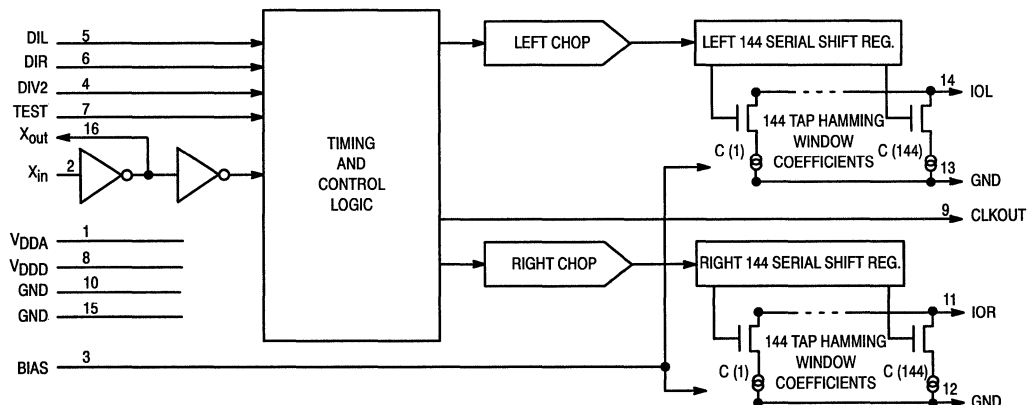 DIL 5
DIR 6
DIV2 4
TEST 7
Xout 16
Xin 2
VDDA 1
VDDD 8
GND 10
GND 15
BIAS 3
TIMING
AND
CONTROL
LOGIC
LEFT CHOP
LEFT 144 SERIAL SHIFT REG.
14 IOL
144 TAP HAMMING
WINDOW
COEFFICIENTS
C (1)
C (144)
13 GND
9 CLKOUT
RIGHT CHOP
RIGHT 144 SERIAL SHIFT REG.
11 IOR
144 TAP HAMMING
WINDOW
COEFFICIENTS
C (1)
C (144)
12 GND